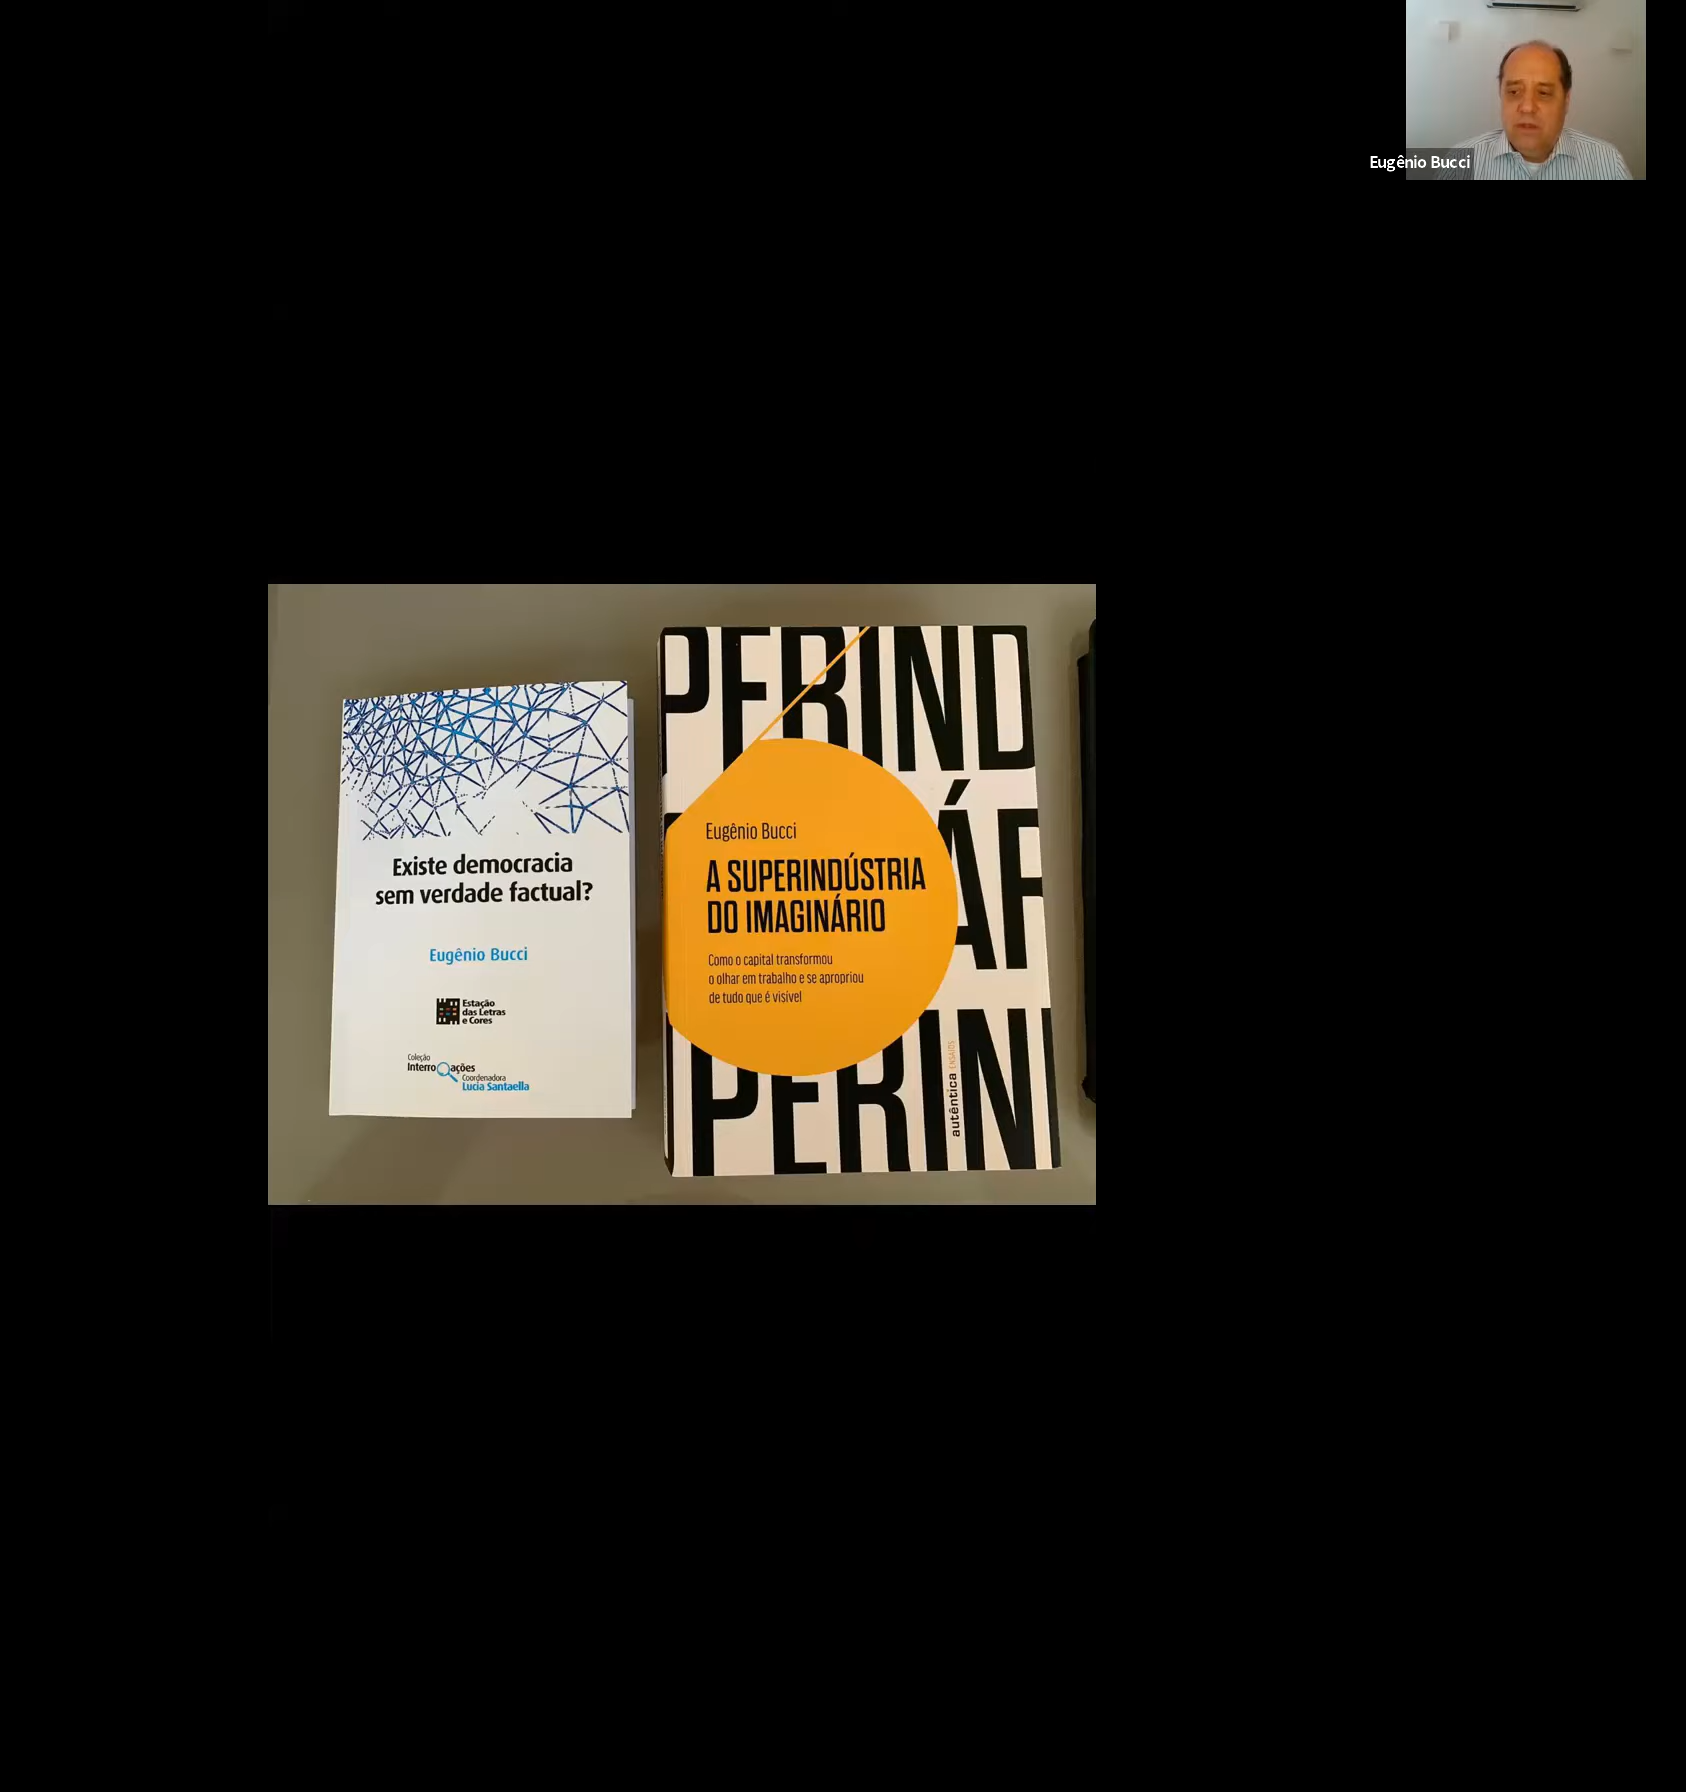 Eugênio Bucci
Existe democracia
sem verdade factual?
Eugênio Bucci
Estação
das Letras
e Cores
Coleção
Interrogações
Coordenadora
Lucia Santaella
PERIND
ÁR
PERIN
Eugênio Bucci
A SUPERINDÚSTRIA
DO IMAGINÁRIO
Como o capital transformou
o olhar em trabalho e se apropriou
de tudo que é visível
autêntica ENSAIOS